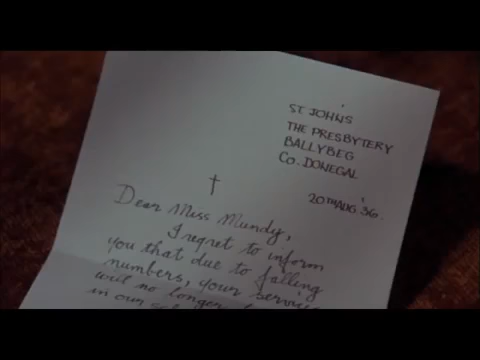 ST JOHNS
THE PRESBYTERY
BALLYBEG
CO. DONEGAL
20TH AUG '36.
Dear Miss Mundy,
I regret to inform
you that due to falling
numbers, your
will no longer
in our